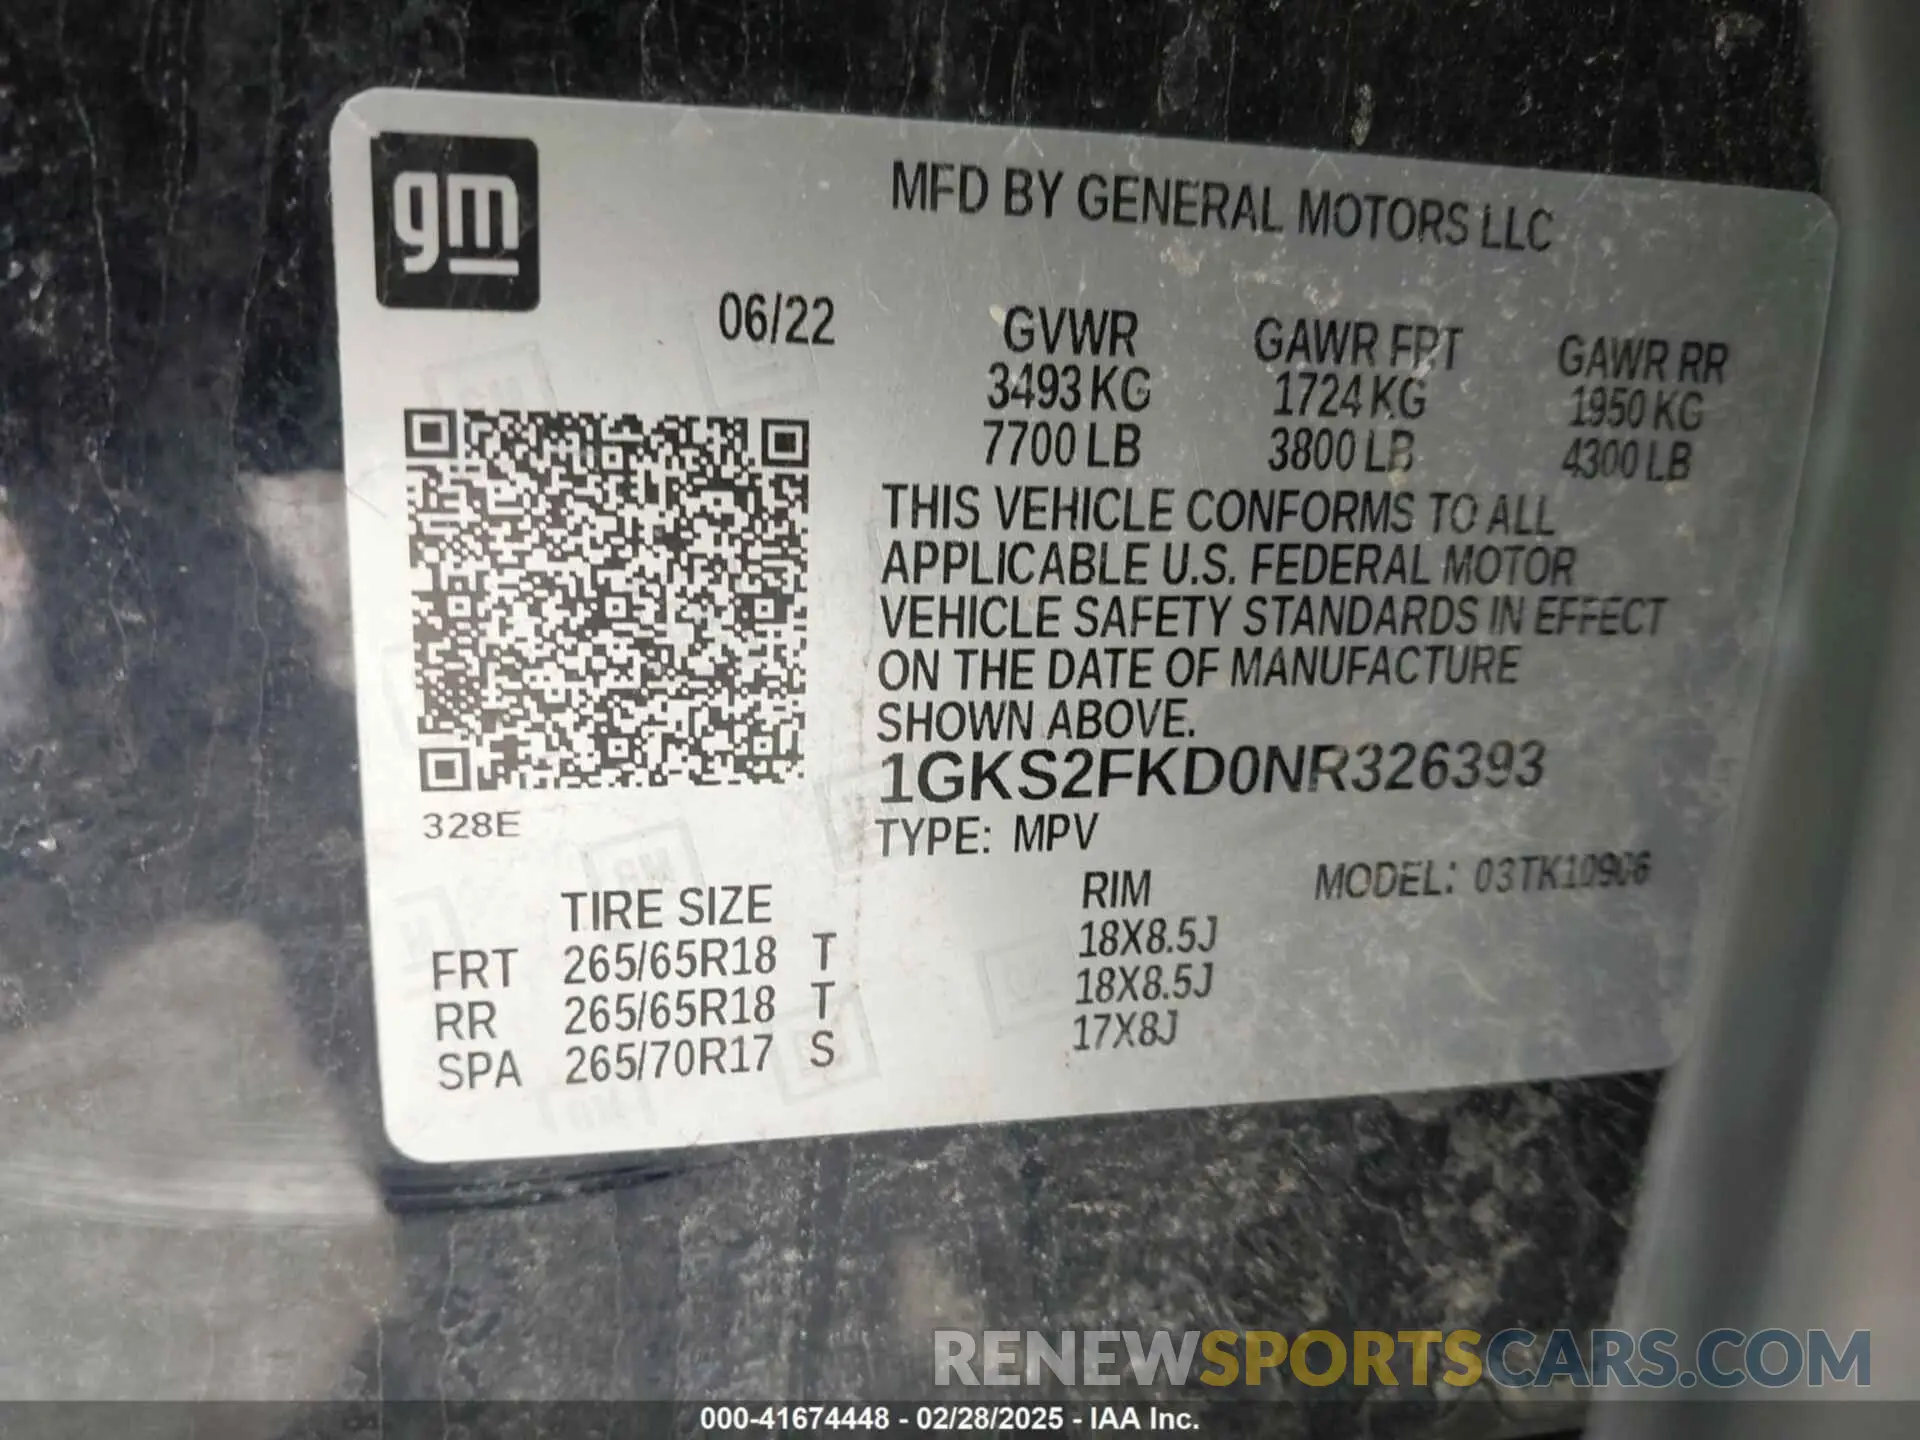 gm
MFD BY GENERAL MOTORS LLC
06/22
GVWR GAWR FRT GAWR RR
3493 KG 1724 KG 1950 KG
7700 LB 3800 LB 4300 LB
THIS VEHICLE CONFORMS TO ALL
APPLICABLE U.S. FEDERAL MOTOR
VEHICLE SAFETY STANDARDS IN EFFECT
ON THE DATE OF MANUFACTURE
SHOWN ABOVE.
1GKS2FKD0NR326393
328E
TYPE: MPV
MODEL: 03TK10906
TIRE SIZE RIM
FRT 265/65R18 T 18X8.5J
RR 265/65R18 T 18X8.5J
SPA 265/70R17 S 17X8J
RENEWSPORTSCARS.COM
000-41674448 - 02/28/2025 - IAA Inc.